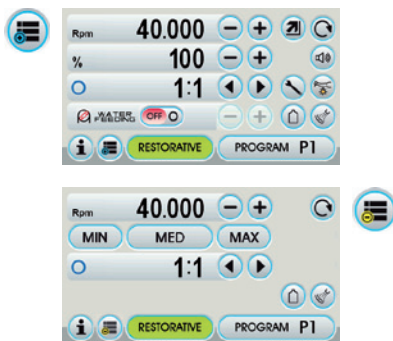 Rpm 40.000
% 100
1:1
WATER FEEDING OFF
RESTORATIVE PROGRAM P1
Rpm 40.000
MIN MED MAX
1:1
RESTORATIVE PROGRAM P1